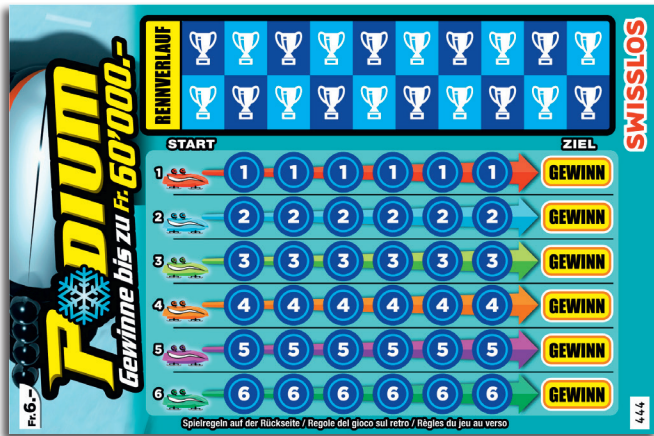 PODIUM
Gewinne bis zu Fr. 60'000.-
Fr. 6.–
RENNVERLAUF
SWISSLOS
START ZIEL
1 1 1 1 1 1 1 GEWINN
2 2 2 2 2 2 2 GEWINN
3 3 3 3 3 3 3 GEWINN
4 4 4 4 4 4 4 GEWINN
5 5 5 5 5 5 5 GEWINN
6 6 6 6 6 6 6 GEWINN
Spielregeln auf der Rückseite / Regole del gioco sul retro / Règles du jeu au verso
444